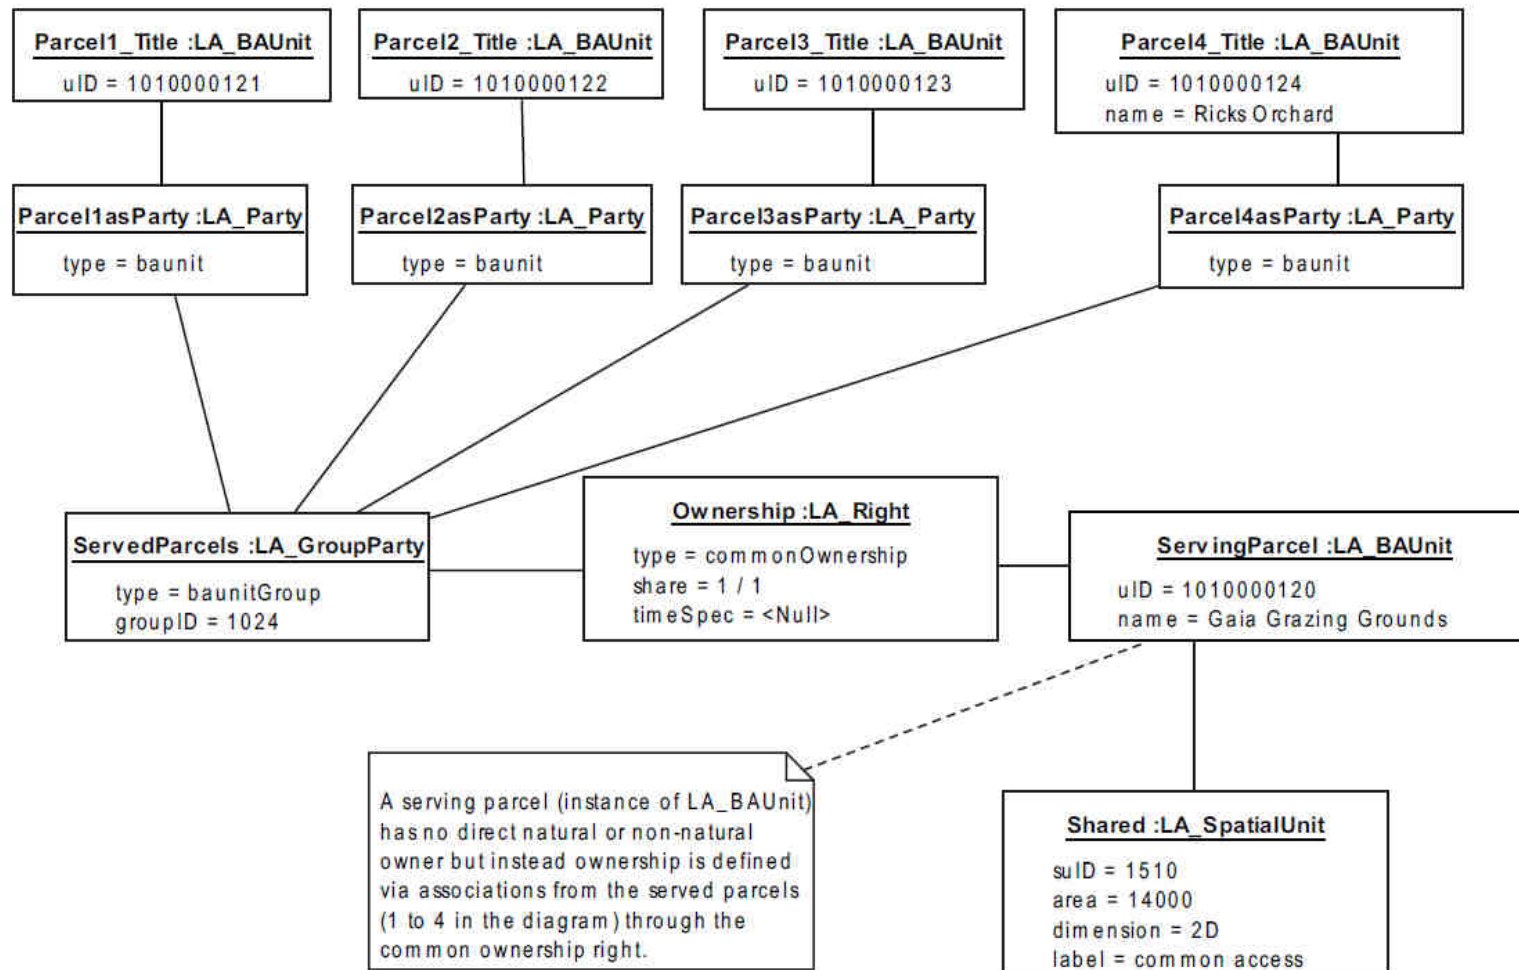 Parcel1_Title :LA_BAUnit
uID = 1010000121
Parcel2_Title :LA_BAUnit
uID = 1010000122
Parcel3_Title :LA_BAUnit
uID = 1010000123
Parcel4_Title :LA_BAUnit
uID = 1010000124
name = Ricks Orchard
Parcel1asParty :LA_Party
type = baunit
Parcel2asParty :LA_Party
type = baunit
Parcel3asParty :LA_Party
type = baunit
Parcel4asParty :LA_Party
type = baunit
ServedParcels :LA_GroupParty
type = baunitGroup
groupID = 1024
Ownership :LA_Right
type = commonOwnership
share = 1 / 1
timeSpec = <Null>
ServingParcel :LA_BAUnit
uID = 1010000120
name = Gaia Grazing Grounds
A serving parcel (instance of LA_BAUnit)
has no direct natural or non-natural
owner but instead ownership is defined
via associations from the served parcels
(1 to 4 in the diagram) through the
common ownership right.
Shared :LA_SpatialUnit
suID = 1510
area = 14000
dimension = 2D
label = common access